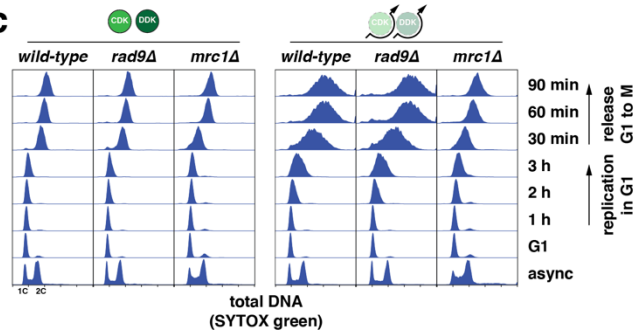 c
CDK DDK CDK DDK
wild-type rad9Δ mrc1Δ wild-type rad9Δ mrc1Δ
90 min
60 min
30 min
release
G1 to M
3 h
2 h
1 h
replication
in G1
G1
async
1C 2C
total DNA
(SYTOX green)